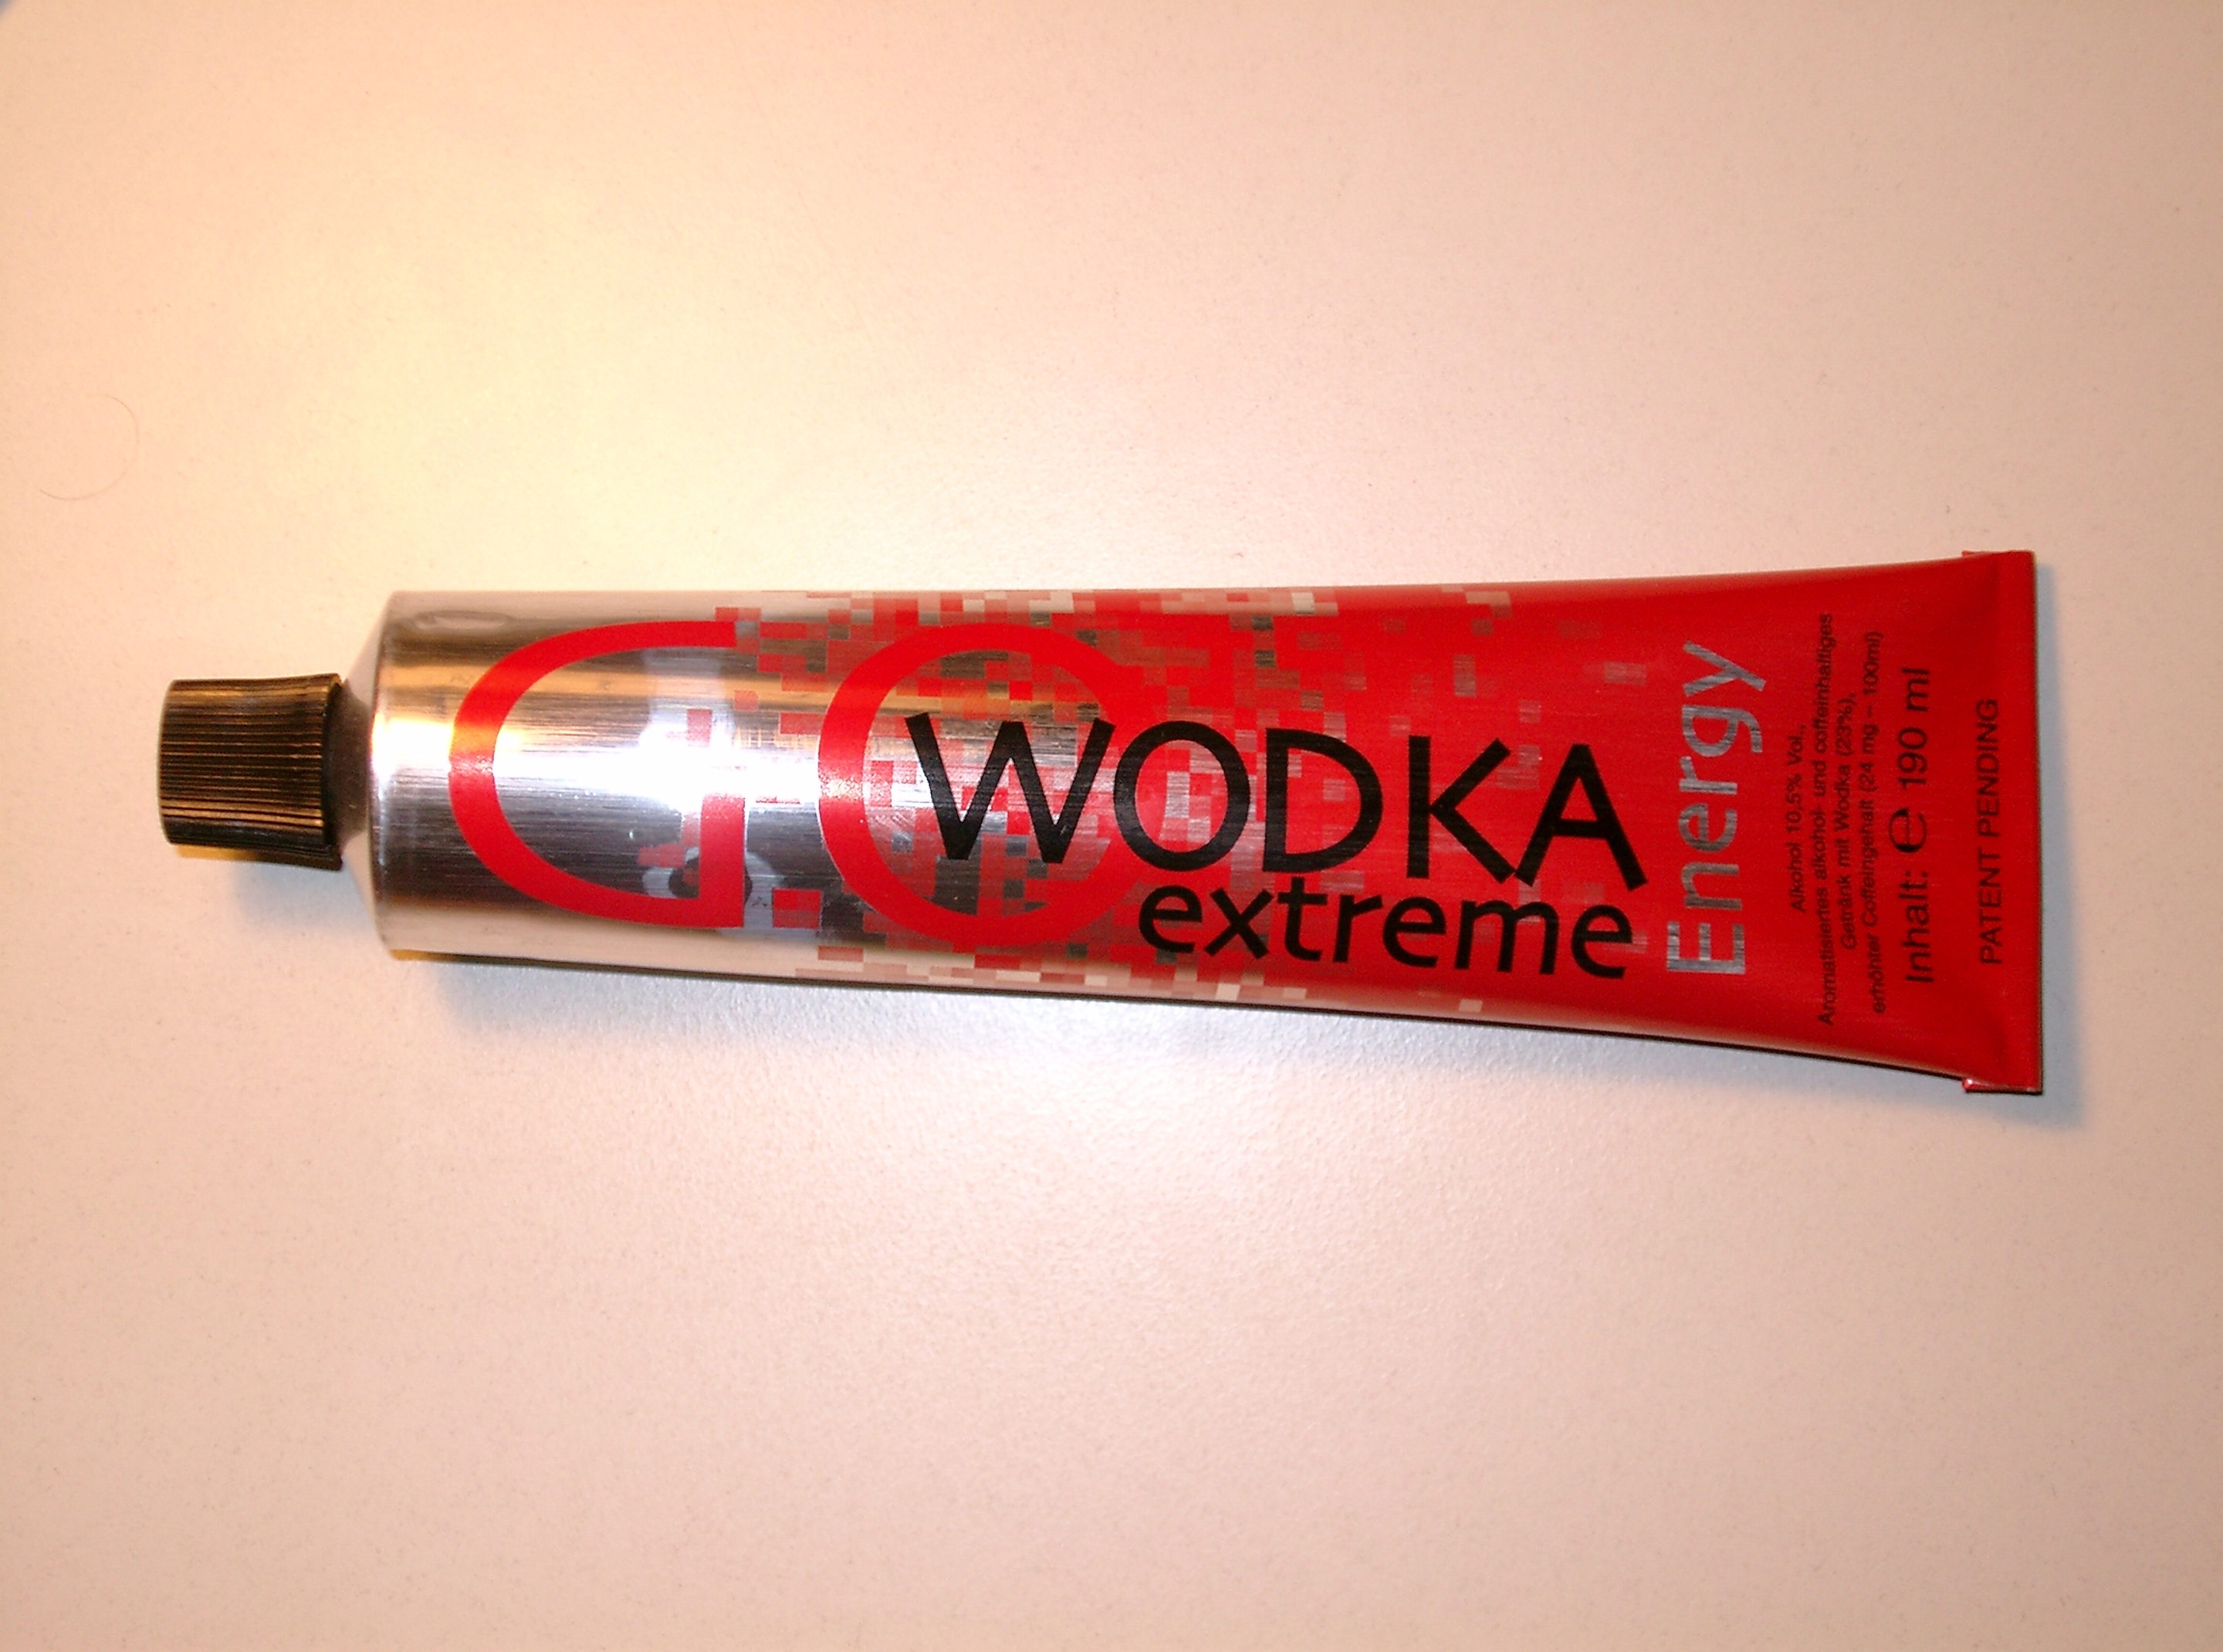 GO
WODKA
extreme
Energy
Alkohol 10,5% Vol.,
Aromatisiertes alkohol- und coffeinhaltiges
Getränk mit Wodka (23%),
erhöhter Coffeingehalt (24 mg – 100ml)
Inhalt: ℮ 190 ml
PATENT PENDING